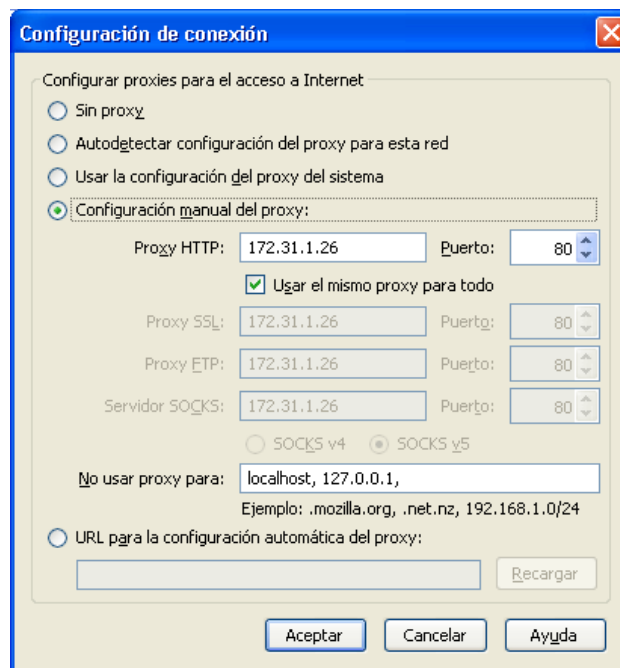 Configuración de conexión
Configurar proxies para el acceso a Internet
Sin proxy
Autodetectar configuración del proxy para esta red
Usar la configuración del proxy del sistema
Configuración manual del proxy:
Proxy HTTP: 172.31.1.26 Puerto: 80
Usar el mismo proxy para todo
Proxy SSL: 172.31.1.26 Puerto: 80
Proxy FTP: 172.31.1.26 Puerto: 80
Servidor SOCKS: 172.31.1.26 Puerto: 80
SOCKS v4 SOCKS v5
No usar proxy para: localhost, 127.0.0.1,
Ejemplo: .mozilla.org, .net.nz, 192.168.1.0/24
URL para la configuración automática del proxy:
Recargar
Aceptar Cancelar Ayuda